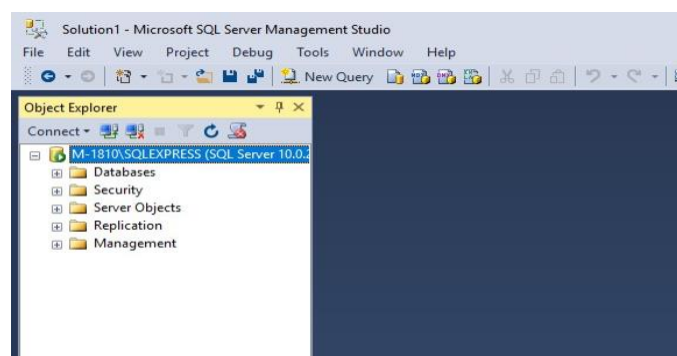 Solution1 - Microsoft SQL Server Management Studio
File Edit View Project Debug Tools Window Help
New Query
Object Explorer
Connect
M-1810\SQLEXPRESS (SQL Server 10.0.2
Databases
Security
Server Objects
Replication
Management